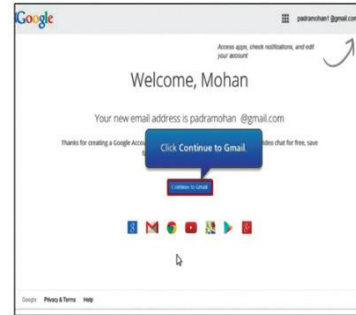 Google
padramohan1 @gmail.com
Access apps, check notifications, and edit
your account
Welcome, Mohan
Your new email address is padramohan @gmail.com
Thanks for creating a Google Accou
Click Continue to Gmail
ideo chat for free, save
Continue to Gmail
Google Privacy & Terms Help